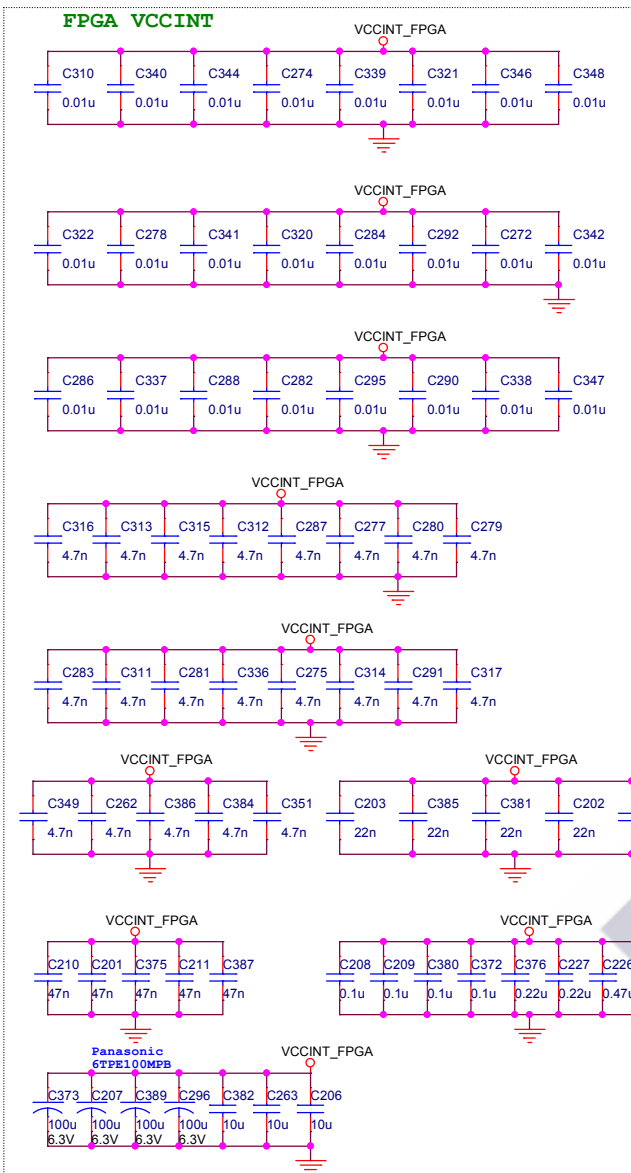 FPGA VCCINT
VCCINT_FPGA
C310 C340 C344 C274 C339 C321 C346 C348
0.01u 0.01u 0.01u 0.01u 0.01u 0.01u 0.01u 0.01u
VCCINT_FPGA
C322 C278 C341 C320 C284 C292 C272 C342
0.01u 0.01u 0.01u 0.01u 0.01u 0.01u 0.01u 0.01u
VCCINT_FPGA
C286 C337 C288 C282 C295 C290 C338 C347
0.01u 0.01u 0.01u 0.01u 0.01u 0.01u 0.01u 0.01u
VCCINT_FPGA
C316 C313 C315 C312 C287 C277 C280 C279
4.7n 4.7n 4.7n 4.7n 4.7n 4.7n 4.7n 4.7n
VCCINT_FPGA
C283 C311 C281 C336 C275 C314 C291 C317
4.7n 4.7n 4.7n 4.7n 4.7n 4.7n 4.7n 4.7n
VCCINT_FPGA VCCINT_FPGA
C349 C262 C386 C384 C351 C203 C385 C381 C202
4.7n 4.7n 4.7n 4.7n 4.7n 22n 22n 22n 22n
VCCINT_FPGA VCCINT_FPGA
C210 C201 C375 C211 C387 C208 C209 C380 C372 C376 C227 C226
47n 47n 47n 47n 47n 0.1u 0.1u 0.1u 0.1u 0.22u 0.22u 0.47u
Panasonic VCCINT_FPGA
6TPE100MPB
C373 C207 C389 C296 C382 C263 C206
100u 100u 100u 100u 10u 10u 10u
6.3V 6.3V 6.3V 6.3V